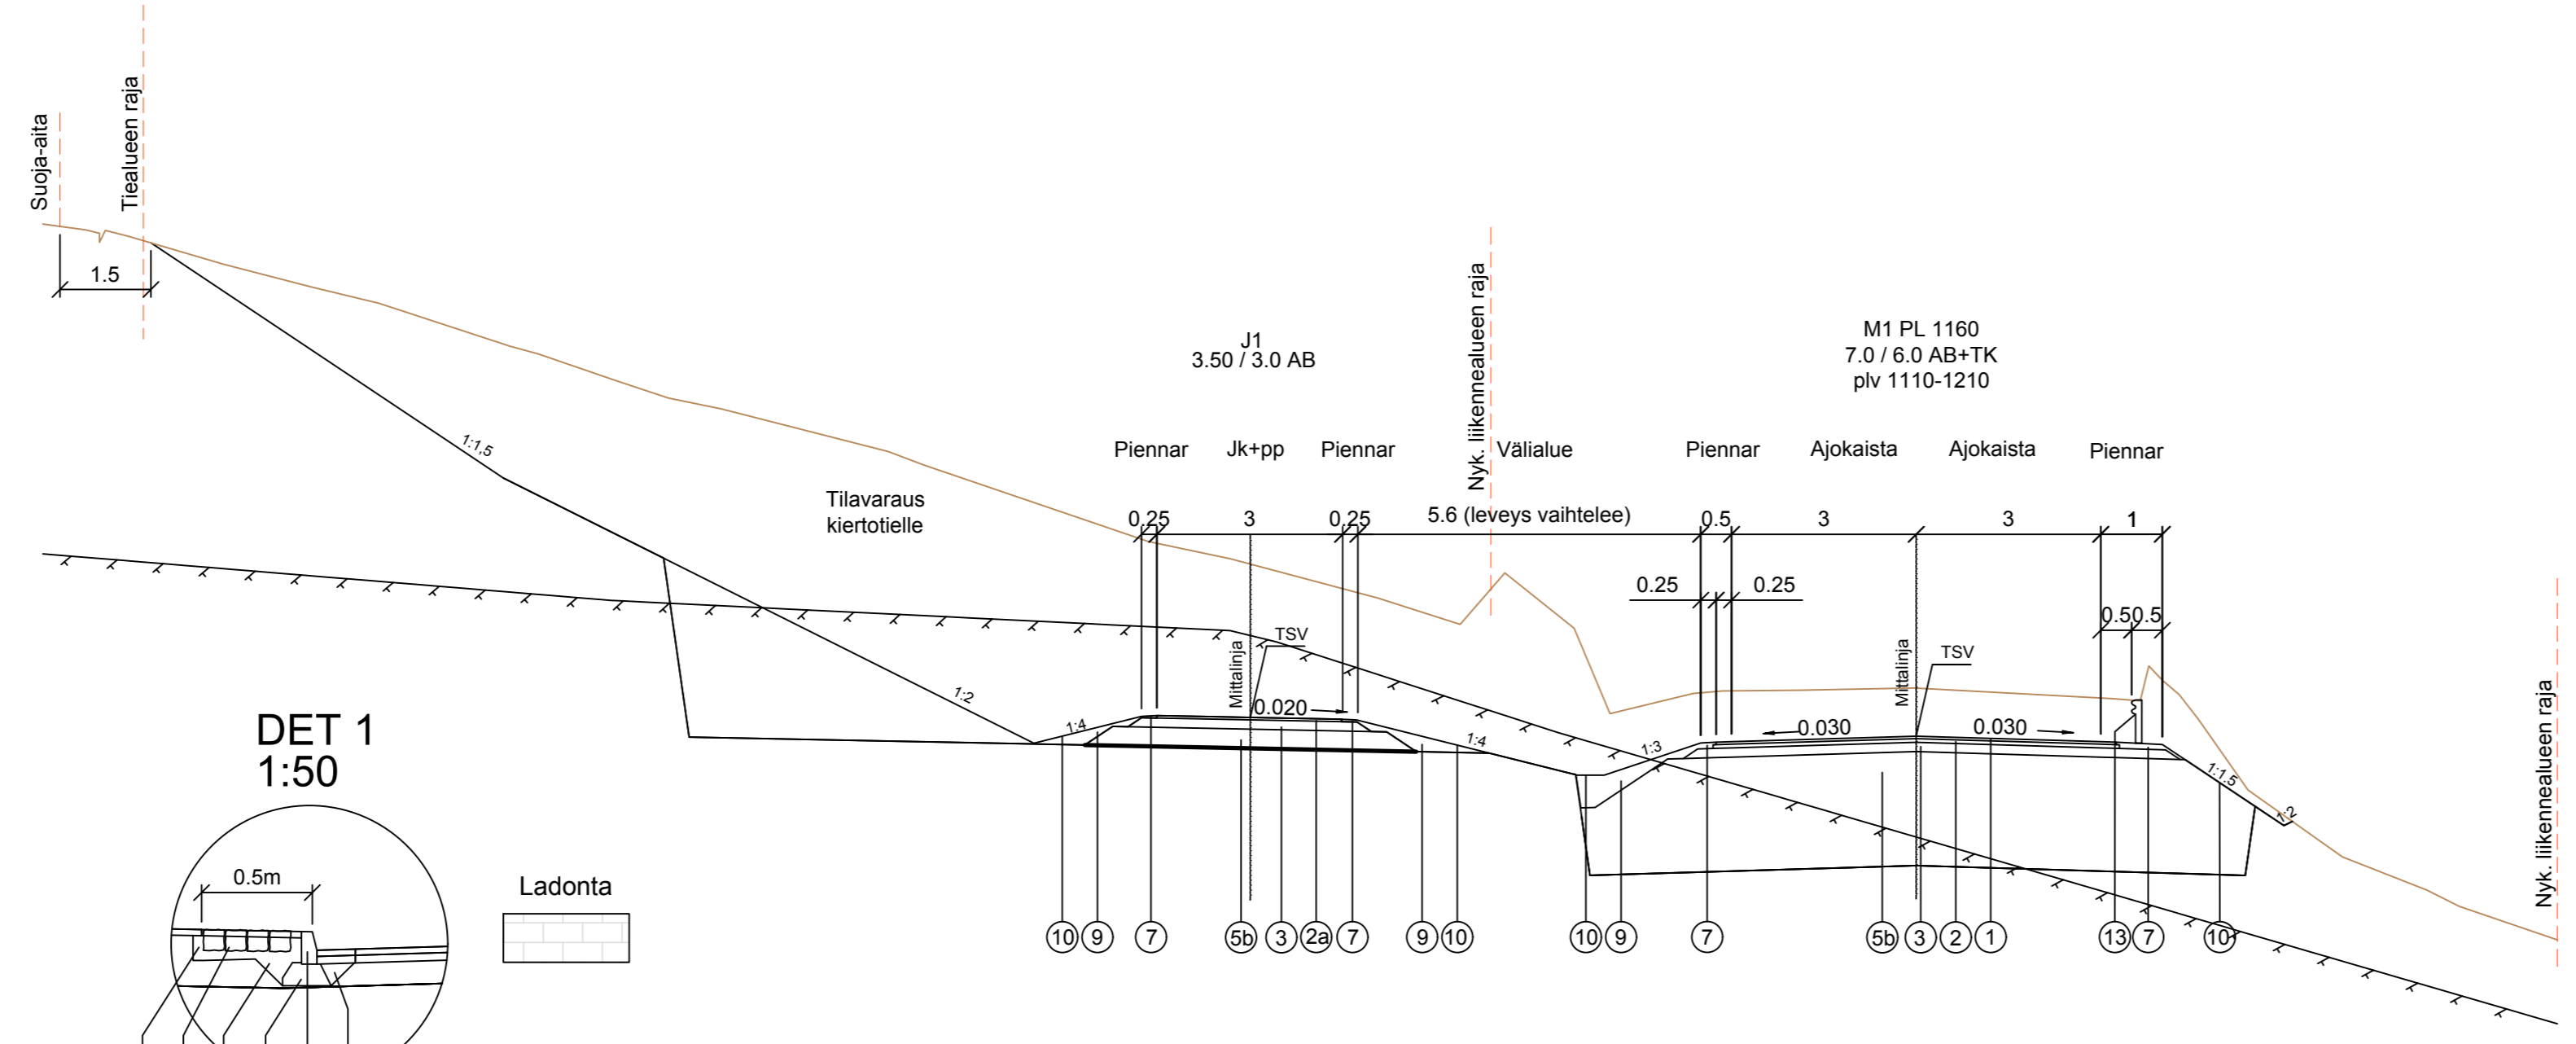 Suoja-aita
Tiealueen raja
1.5
1:1,5
Tilavaraus
kiertotielle
1:2
J1
3.50 / 3.0 AB
Nyk. liikennealueen raja
M1 PL 1160
7.0 / 6.0 AB+TK
plv 1110-1210
Piennar
Jk+pp
Piennar
Välialue
Piennar
Ajokaista
Ajokaista
Piennar
0.25
3
0.25
5.6 (leveys vaihtelee)
0.5
3
3
1
0.25
0.25
0.50.5
Mittalinja
TSV
Mittalinja
TSV
1:4
0.020
1:4
1:3
0.030
0.030
1:1,5
1:2
Nyk. liikennealueen raja
10
9
7
5b
3
2a
7
9
10
10
9
7
5b
3
2
1
13
7
10
DET 1
1:50
0.5m
Ladonta